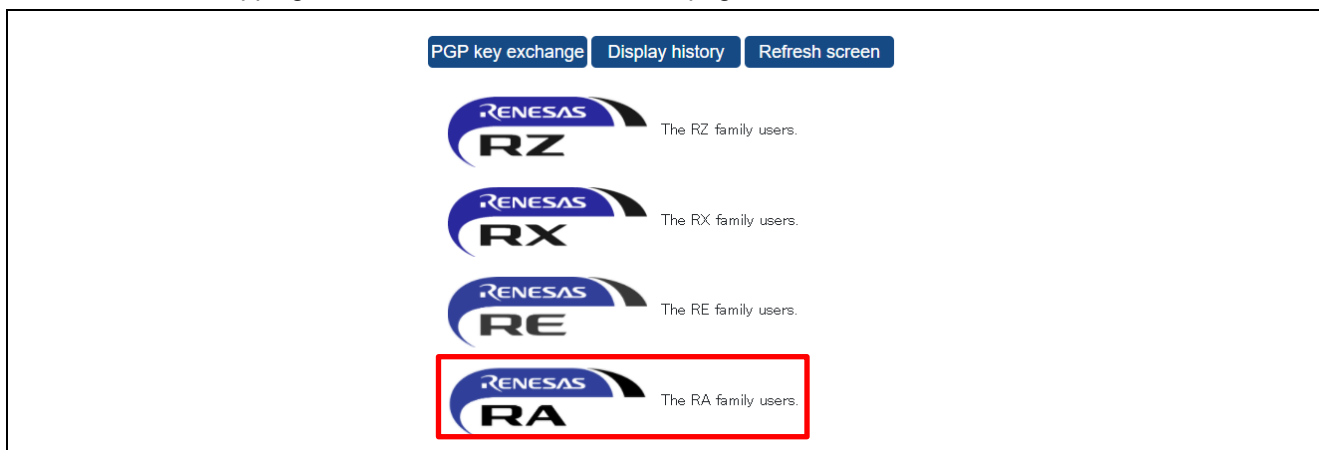 PGP key exchange Display history Refresh screen
RENESAS
RZ
The RZ family users.
RENESAS
RX
The RX family users.
RENESAS
RE
The RE family users.
RENESAS
RA
The RA family users.